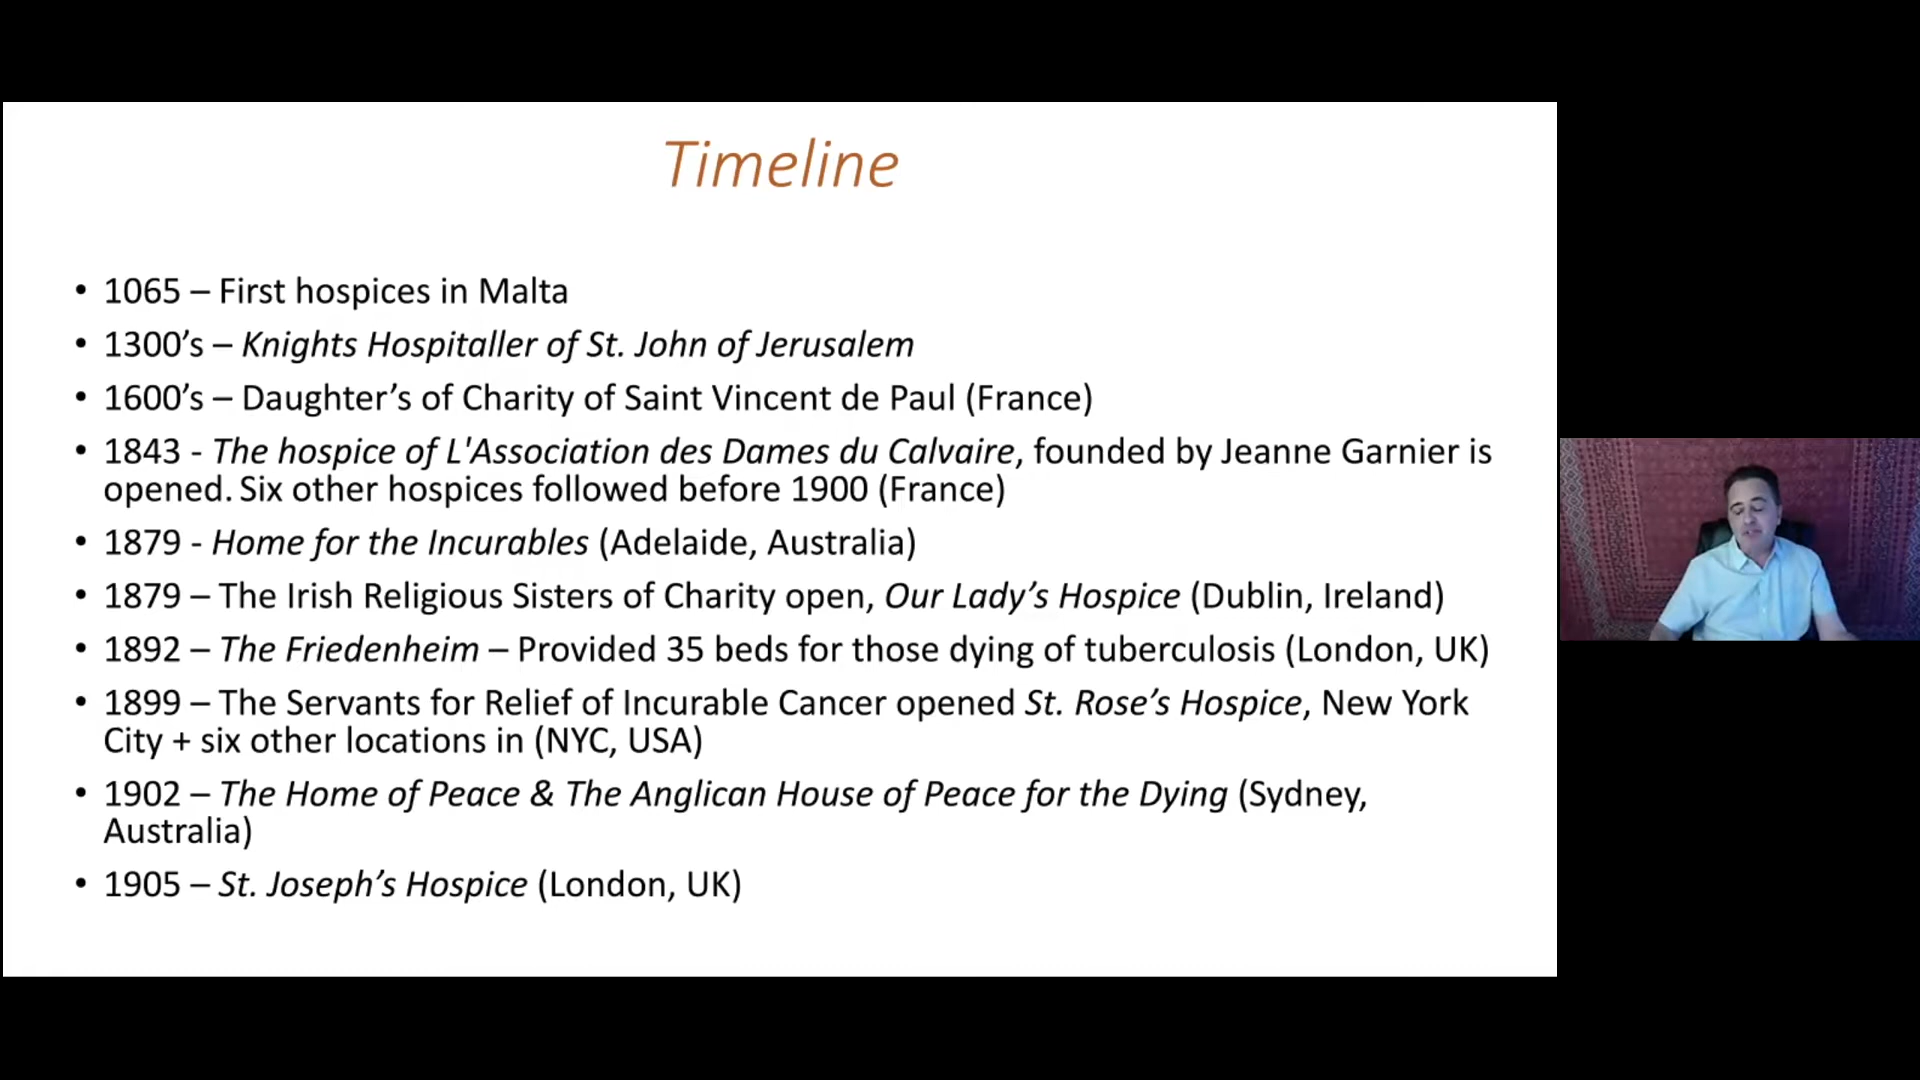 Timeline
• 1065 – First hospices in Malta
• 1300’s – Knights Hospitaller of St. John of Jerusalem
• 1600’s – Daughter’s of Charity of Saint Vincent de Paul (France)
• 1843 - The hospice of L'Association des Dames du Calvaire, founded by Jeanne Garnier is
opened. Six other hospices followed before 1900 (France)
• 1879 - Home for the Incurables (Adelaide, Australia)
• 1879 – The Irish Religious Sisters of Charity open, Our Lady’s Hospice (Dublin, Ireland)
• 1892 – The Friedenheim – Provided 35 beds for those dying of tuberculosis (London, UK)
• 1899 – The Servants for Relief of Incurable Cancer opened St. Rose’s Hospice, New York
City + six other locations in (NYC, USA)
• 1902 – The Home of Peace & The Anglican House of Peace for the Dying (Sydney,
Australia)
• 1905 – St. Joseph’s Hospice (London, UK)